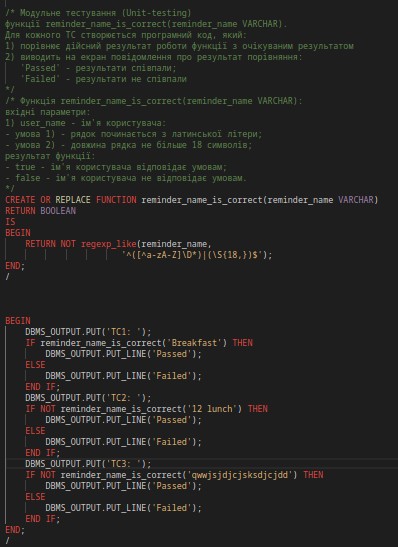 /* Модульне тестування (Unit-testing)
функції reminder_name_is_correct(reminder_name VARCHAR).
Для кожного ТС створюється програмний код, який:
1) порівнює дійсний результат роботи функції з очікуваним результатом
2) виводить на екран повідомлення про результат порівняння:
'Passed' - результати співпали;
'Failed' - результати не співпали
*/
/* Функція reminder_name_is_correct(reminder_name VARCHAR):
вхідні параметри:
1) user_name - ім'я користувача:
- умова 1) - рядок починається з латинської літери;
- умова 2) - довжина рядка не більше 18 символів;
результат функції:
- true - ім'я користувача відповідає умовам;
- false - ім'я користувача не відповідає умовам.
*/
CREATE OR REPLACE FUNCTION reminder_name_is_correct(reminder_name VARCHAR)
RETURN BOOLEAN
IS
BEGIN
RETURN NOT regexp_like(reminder_name,
'^([^a-zA-Z]\D*)|(\S{18,})$');
END;
/
BEGIN
DBMS_OUTPUT.PUT('TC1: ');
IF reminder_name_is_correct('Breakfast') THEN
DBMS_OUTPUT.PUT_LINE('Passed');
ELSE
DBMS_OUTPUT.PUT_LINE('Failed');
END IF;
DBMS_OUTPUT.PUT('TC2: ');
IF NOT reminder_name_is_correct('12 lunch') THEN
DBMS_OUTPUT.PUT_LINE('Passed');
ELSE
DBMS_OUTPUT.PUT_LINE('Failed');
END IF;
DBMS_OUTPUT.PUT('TC3: ');
IF NOT reminder_name_is_correct('qwwjsjdjcjsksdjcjdd') THEN
DBMS_OUTPUT.PUT_LINE('Passed');
ELSE
DBMS_OUTPUT.PUT_LINE('Failed');
END IF;
END;
/